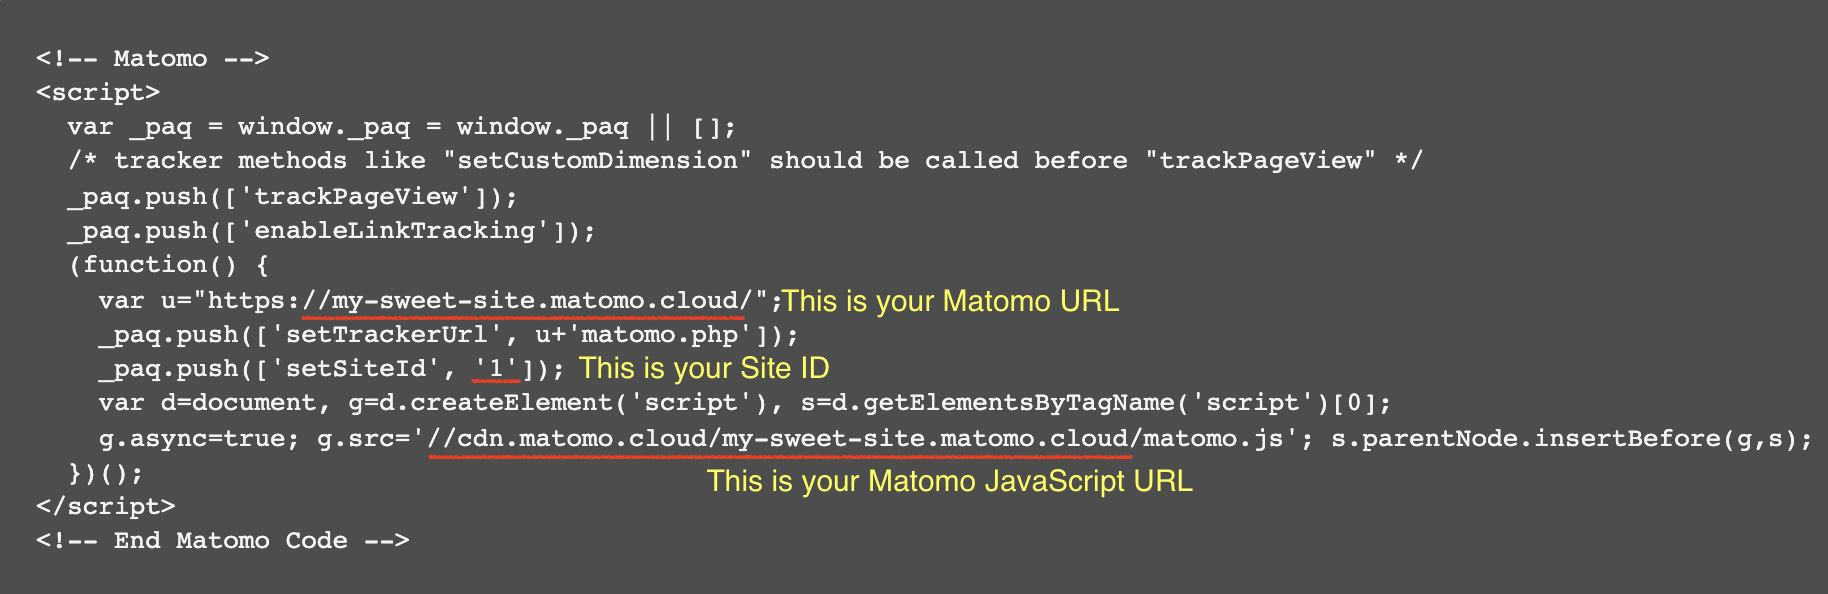 <!-- Matomo -->
<script>
var _paq = window._paq = window._paq || [];
/* tracker methods like "setCustomDimension" should be called before "trackPageView" */
_paq.push(['trackPageView']);
_paq.push(['enableLinkTracking']);
(function() {
var u="https://my-sweet-site.matomo.cloud/"; This is your Matomo URL
_paq.push(['setTrackerUrl', u+'matomo.php']);
_paq.push(['setSiteId', '1']); This is your Site ID
var d=document, g=d.createElement('script'), s=d.getElementsByTagName('script')[0];
g.async=true; g.src='//cdn.matomo.cloud/my-sweet-site.matomo.cloud/matomo.js'; s.parentNode.insertBefore(g,s);
})();
This is your Matomo JavaScript URL
</script>
<!-- End Matomo Code -->